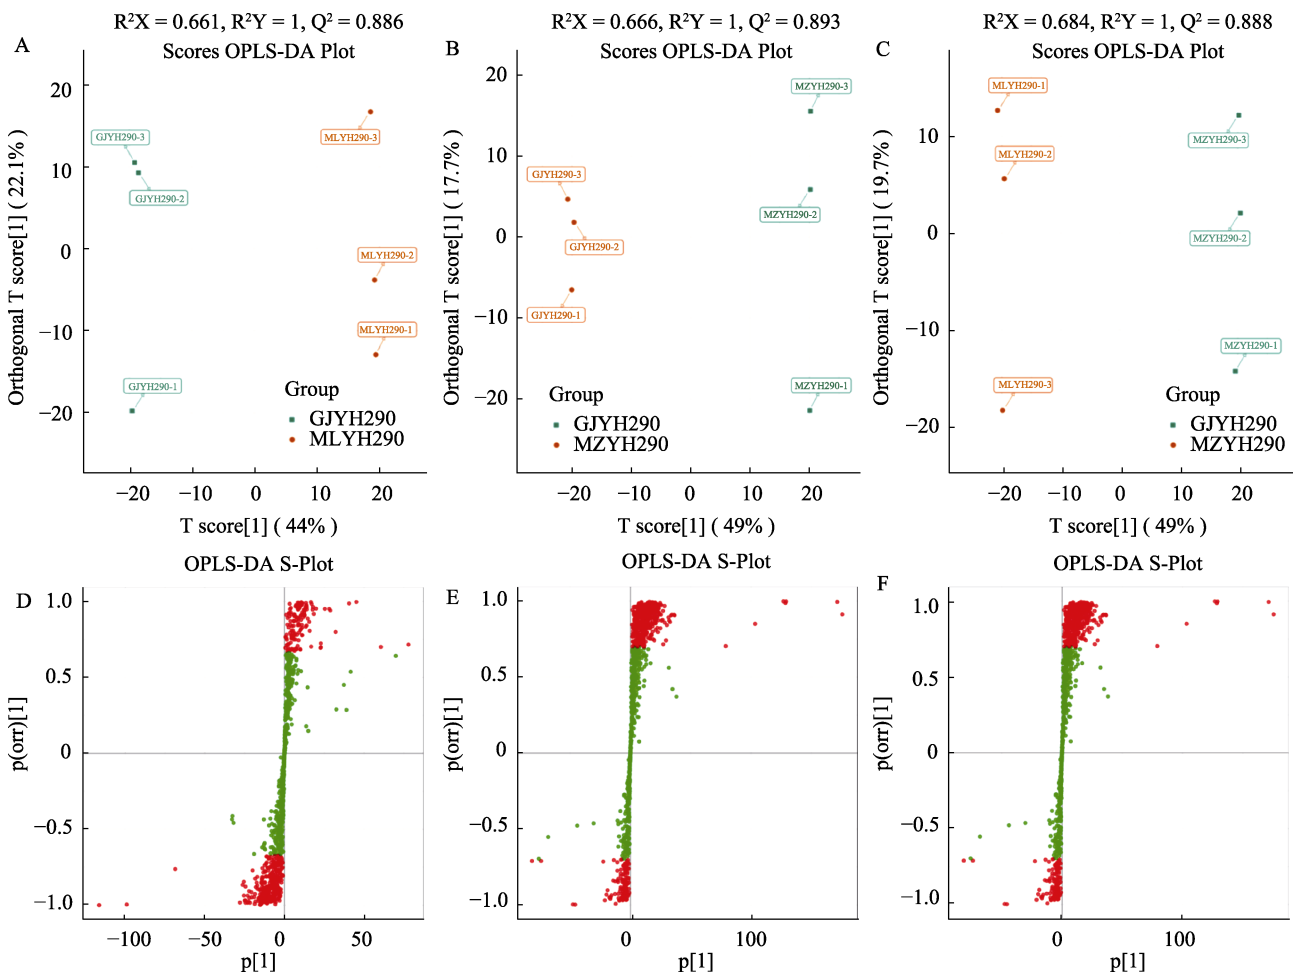 R²X = 0.661, R²Y = 1, Q² = 0.886
A
Scores OPLS-DA Plot
Orthogonal T score[1] ( 22.1% )
20
10
0
−10
−20
GJYH290-3
GJYH290-2
GJYH290-1
MLYH290-3
MLYH290-2
MLYH290-1
Group
GJYH290
MLYH290
−20
−10
0
10
20
T score[1] ( 44% )
R²X = 0.666, R²Y = 1, Q² = 0.893
B
Scores OPLS-DA Plot
Orthogonal T score[1] ( 17.7% )
20
10
0
−10
−20
GJYH290-3
GJYH290-2
GJYH290-1
MZYH290-3
MZYH290-2
MZYH290-1
Group
GJYH290
MZYH290
−20
−10
0
10
20
T score[1] ( 49% )
R²X = 0.684, R²Y = 1, Q² = 0.888
C
Scores OPLS-DA Plot
Orthogonal T score[1] ( 19.7% )
10
0
−10
−20
MLYH290-1
MLYH290-2
MLYH290-3
MZYH290-3
MZYH290-2
MZYH290-1
Group
GJYH290
MZYH290
−20
−10
0
10
20
T score[1] ( 49% )
OPLS-DA S-Plot
D
p(orr)[1]
1.0
0.5
0
−0.5
−1.0
−100
−50
0
50
p[1]
OPLS-DA S-Plot
E
p(orr)[1]
1.0
0.5
0
−0.5
−1.0
0
100
p[1]
OPLS-DA S-Plot
F
p(orr)[1]
1.0
0.5
0
−0.5
−1.0
0
100
p[1]